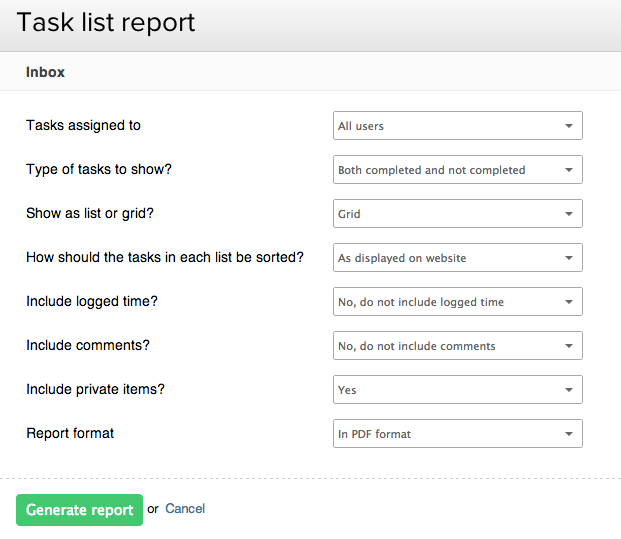 Task list report
Inbox
Tasks assigned to All users
Type of tasks to show? Both completed and not completed
Show as list or grid? Grid
How should the tasks in each list be sorted? As displayed on website
Include logged time? No, do not include logged time
Include comments? No, do not include comments
Include private items? Yes
Report format In PDF format
Generate report or Cancel